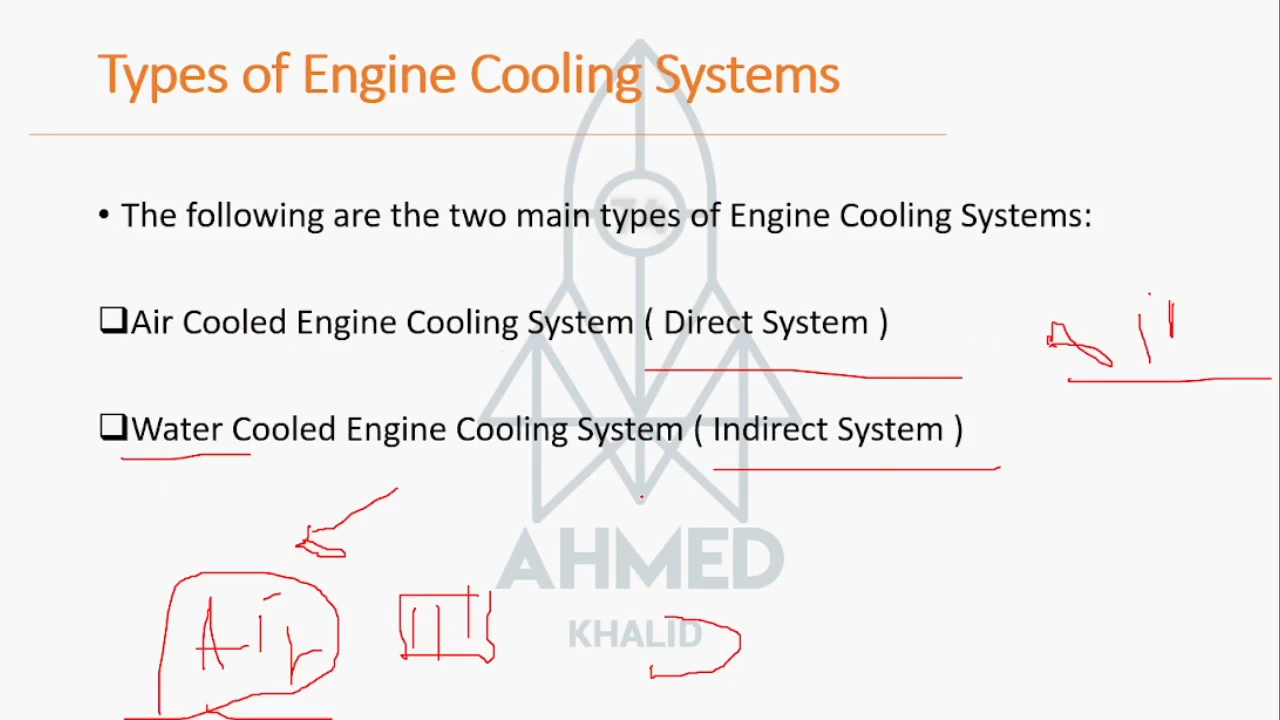 Types of Engine Cooling Systems
• The following are the two main types of Engine Cooling Systems:
❑Air Cooled Engine Cooling System ( Direct System )
❑Water Cooled Engine Cooling System ( Indirect System )
AHMED
KHALID
Air